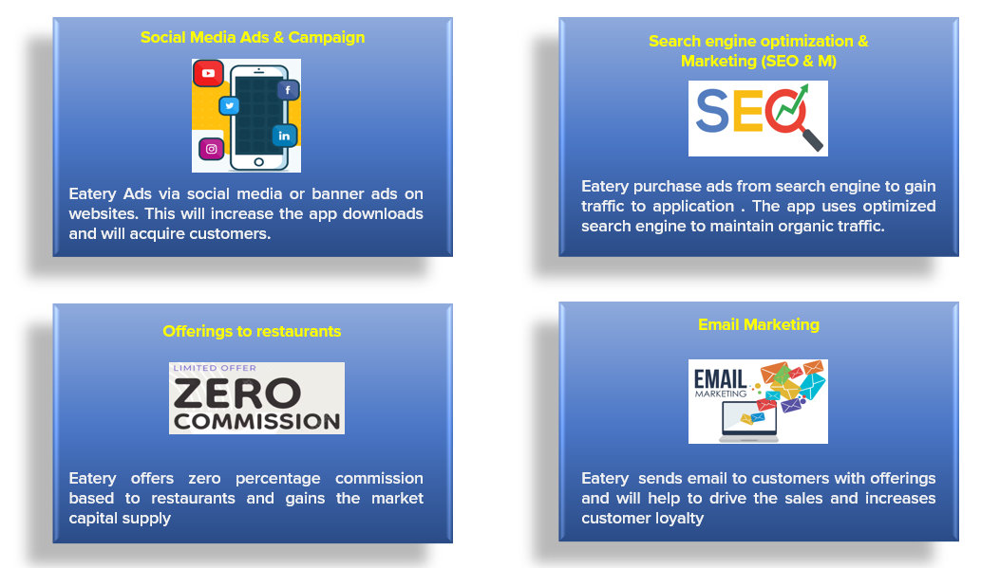 Social Media Ads & Campaign
f
in
Eatery Ads via social media or banner ads on
websites. This will increase the app downloads
and will acquire customers.
Search engine optimization &
Marketing (SEO & M)
SEO
Eatery purchase ads from search engine to gain
traffic to application . The app uses optimized
search engine to maintain organic traffic.
Offerings to restaurants
LIMITED OFFER
ZERO
COMMISSION
Eatery offers zero percentage commission
based to restaurants and gains the market
capital supply
Email Marketing
EMAIL
MARKETING
Eatery sends email to customers with offerings
and will help to drive the sales and increases
customer loyalty